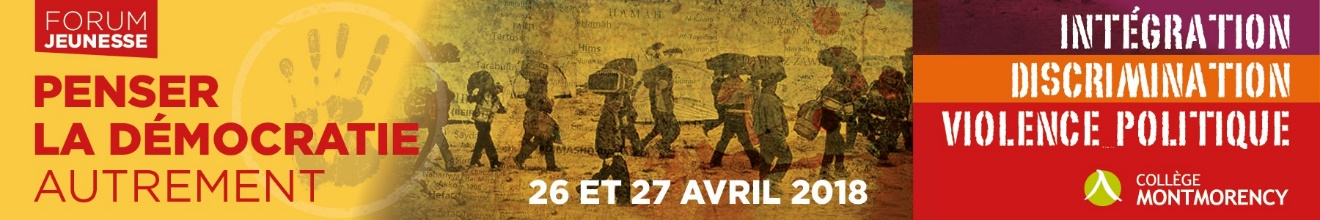 FORUM
JEUNESSE
PENSER
LA DÉMOCRATIE
AUTREMENT
26 ET 27 AVRIL 2018
INTÉGRATION
DISCRIMINATION
VIOLENCE POLITIQUE
COLLÈGE
MONTMORENCY